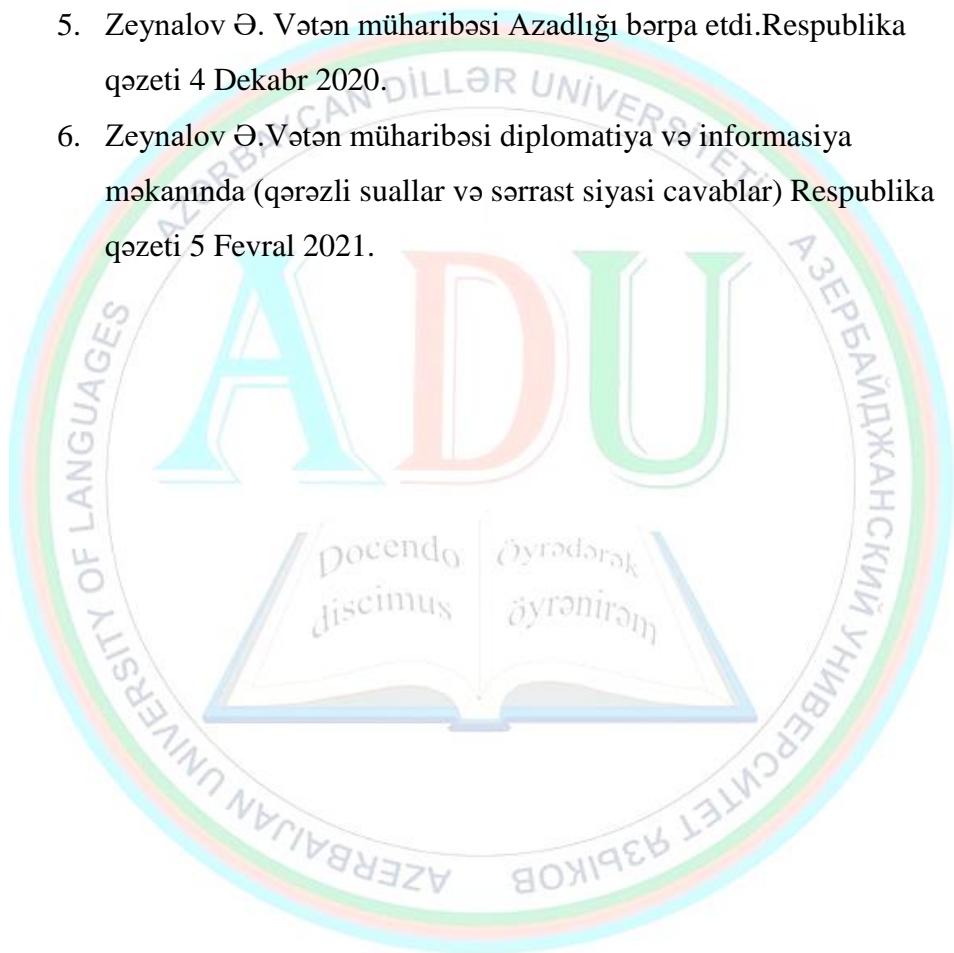 5. Zeynalov Ə. Vətən müharibəsi Azadlığı bərpa etdi.Respublika
qəzeti 4 Dekabr 2020.
6. Zeynalov Ə.Vətən müharibəsi diplomatiya və informasiya
məkanında (qərəzli suallar və sərrast siyasi cavablar) Respublika
qəzeti 5 Fevral 2021.
AZƏRBAYCAN DİLLƏR UNİVERSİTETİ
АЗЕРБАЙДЖАНСКИЙ УНИВЕРСИТЕТ ЯЗЫКОВ
AZERBAIJAN UNIVERSITY OF LANGUAGES
ADU
Docendo
discimus
Öyrədərək
öyrənirəm